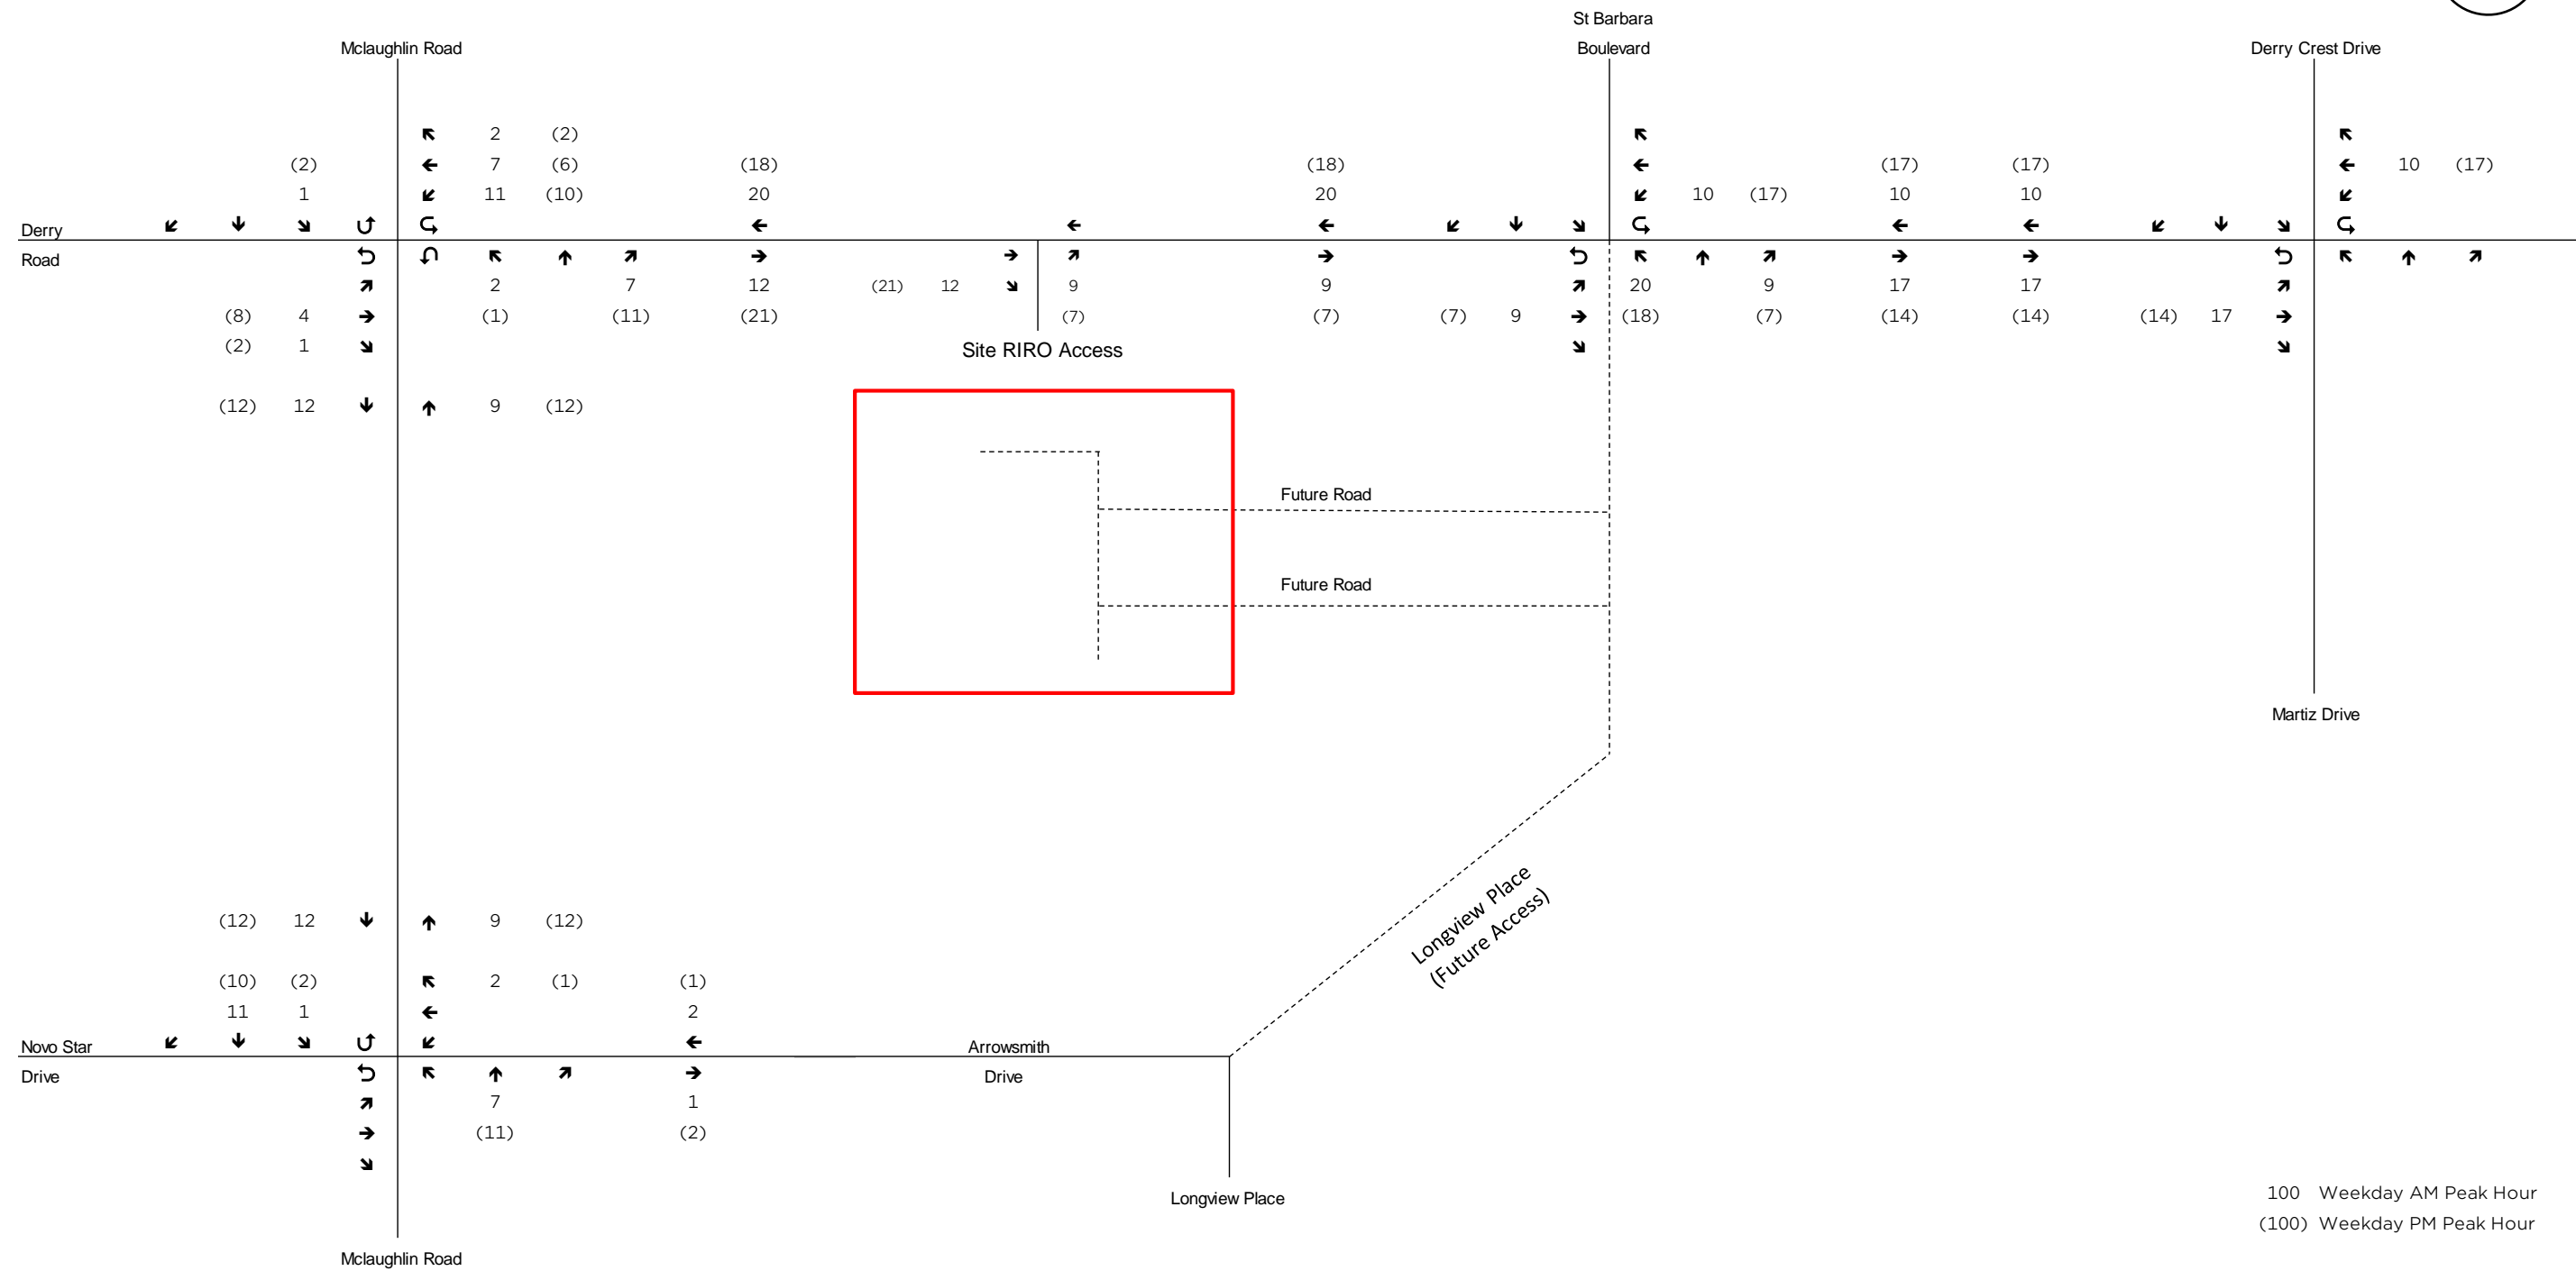 St Barbara
Mclaughlin Road Boulevard Derry Crest Drive
2 (2)
(2) 7 (6) (18) (18) (17) (17) 10 (17)
1 11 (10) 20 20 10 (17) 10 10
Derry
Road
2 7 12 (21) 12 9 9 20 9 17 17
(8) 4 (1) (11) (21) (7) (7) (7) 9 (18) (7) (14) (14) (14) 17
(2) 1 Site RIRO Access
(12) 12 9 (12)
Future Road
Future Road
Martiz Drive
Longview Place
(Future Access)
(12) 12 9 (12)
(10) (2) 2 (1) (1)
11 1 2
Novo Star Arrowsmith
Drive Drive
7 1
(11) (2)
100 Weekday AM Peak Hour
Longview Place
(100) Weekday PM Peak Hour
Mclaughlin Road